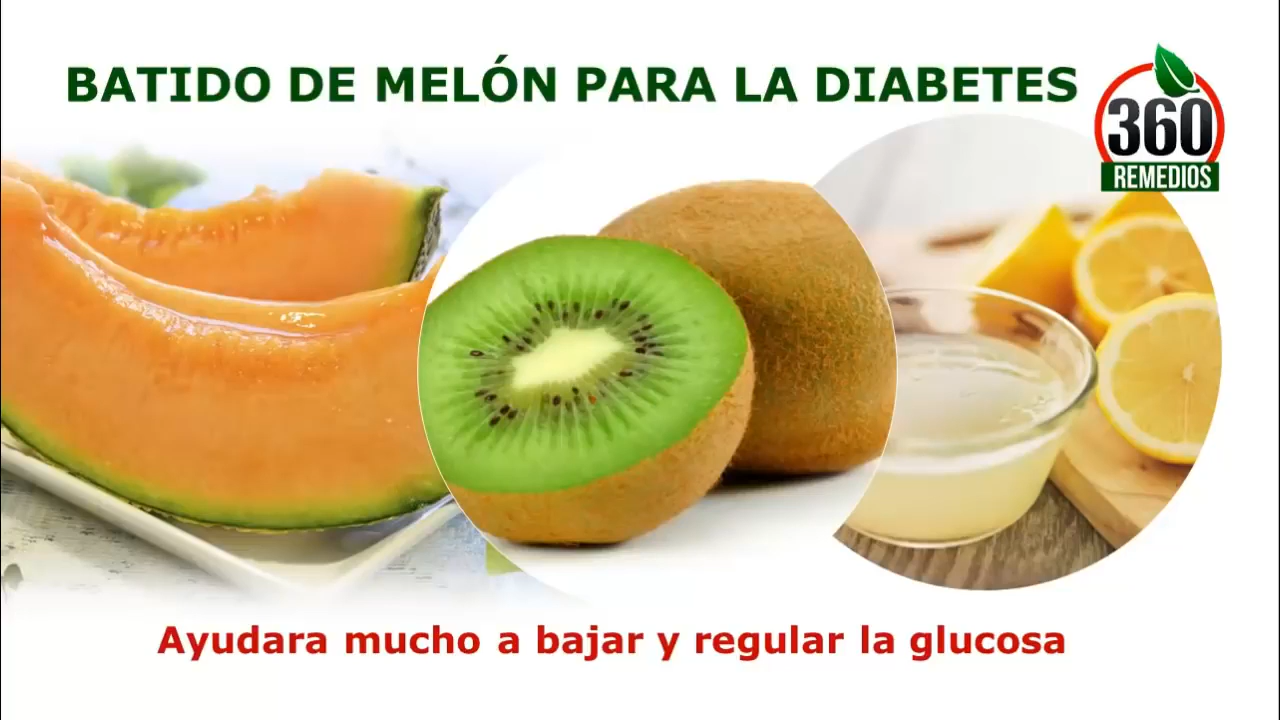 BATIDO DE MELÓN PARA LA DIABETES
360
REMEDIOS
Ayudara mucho a bajar y regular la glucosa